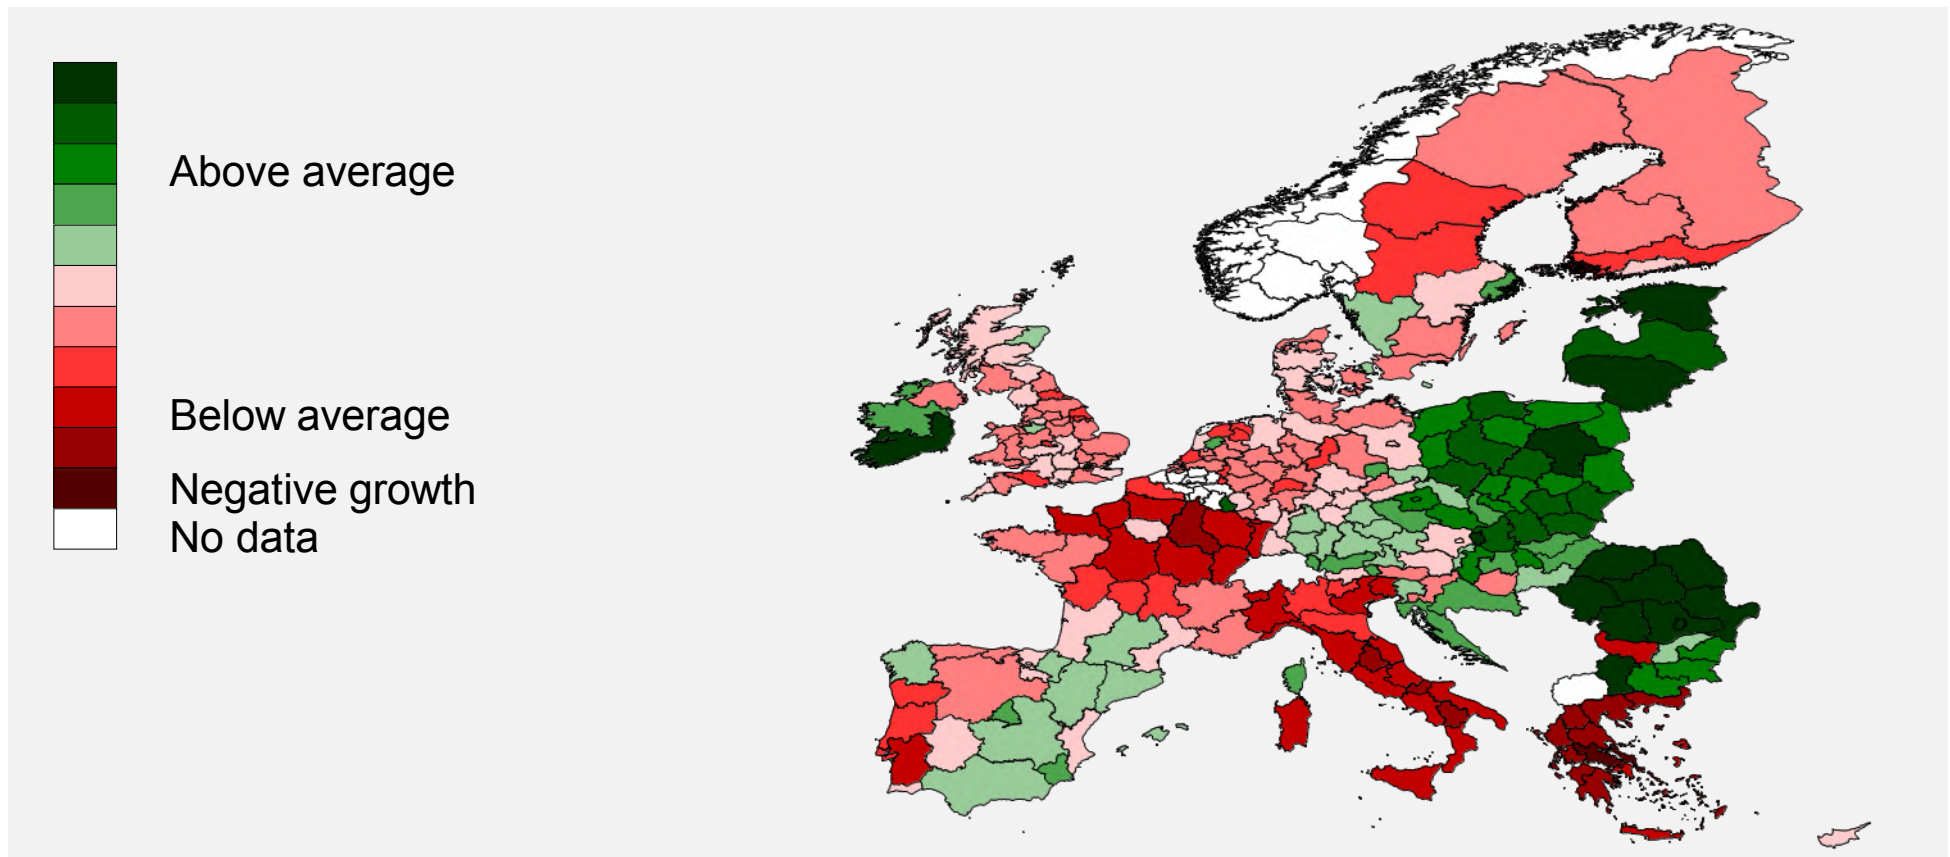 Above average
Below average
Negative growth
No data